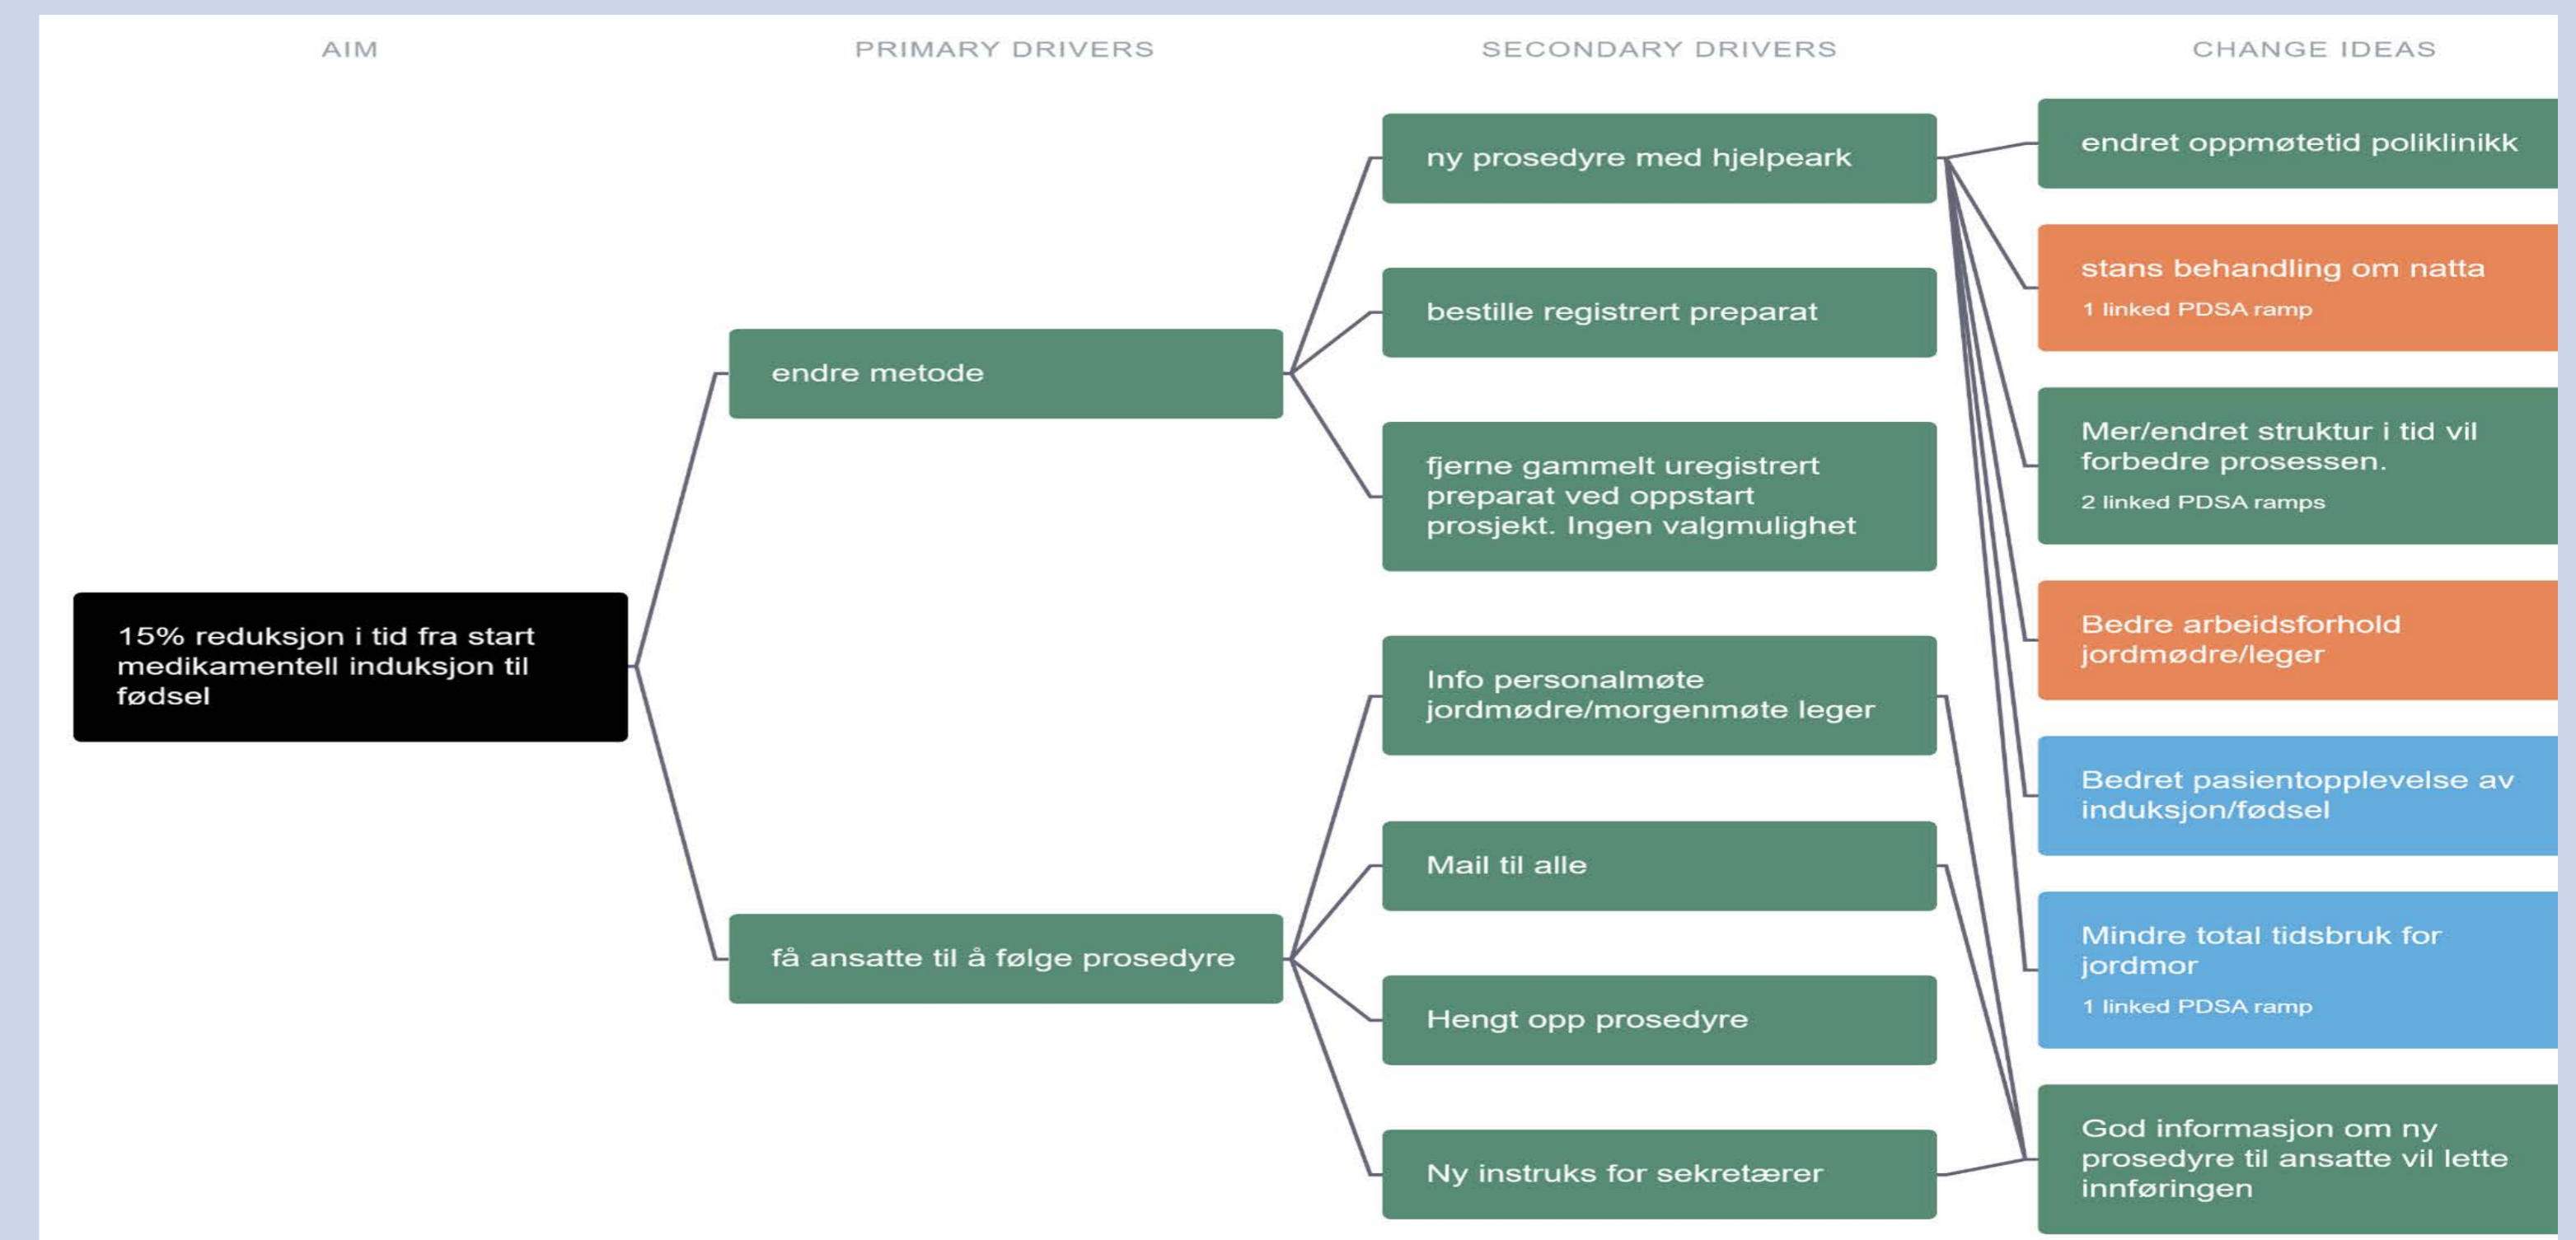 AIM
PRIMARY DRIVERS
SECONDARY DRIVERS
CHANGE IDEAS
15% reduksjon i tid fra start
medikamentell induksjon til
fødsel
endre metode
få ansatte til å følge prosedyre
ny prosedyre med hjelpeark
bestille registrert preparat
fjerne gammelt uregistrert
preparat ved oppstart
prosjekt. Ingen valgmulighet
Info personalmøte
jordmødre/morgenmøte leger
Mail til alle
Hengt opp prosedyre
Ny instruks for sekretærer
endret oppmøtetid poliklinikk
stans behandling om natta
1 linked PDSA ramp
Mer/endret struktur i tid vil
forbedre prosessen.
2 linked PDSA ramps
Bedre arbeidsforhold
jordmødre/leger
Bedret pasientopplevelse av
induksjon/fødsel
Mindre total tidsbruk for
jordmor
1 linked PDSA ramp
God informasjon om ny
prosedyre til ansatte vil lette
innføringen